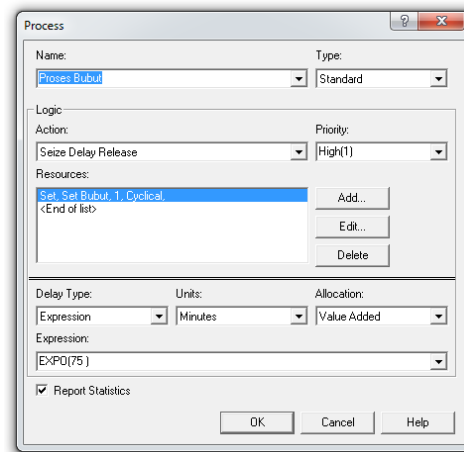 Process
Name: Type:
Proses Bubut Standard
Logic
Action: Priority:
Seize Delay Release High(1)
Resources:
Set, Set Bubut, 1, Cyclical,
<End of list>
Add...
Edit...
Delete
Delay Type: Units: Allocation:
Expression Minutes Value Added
Expression:
EXPO(75 )
Report Statistics
OK Cancel Help